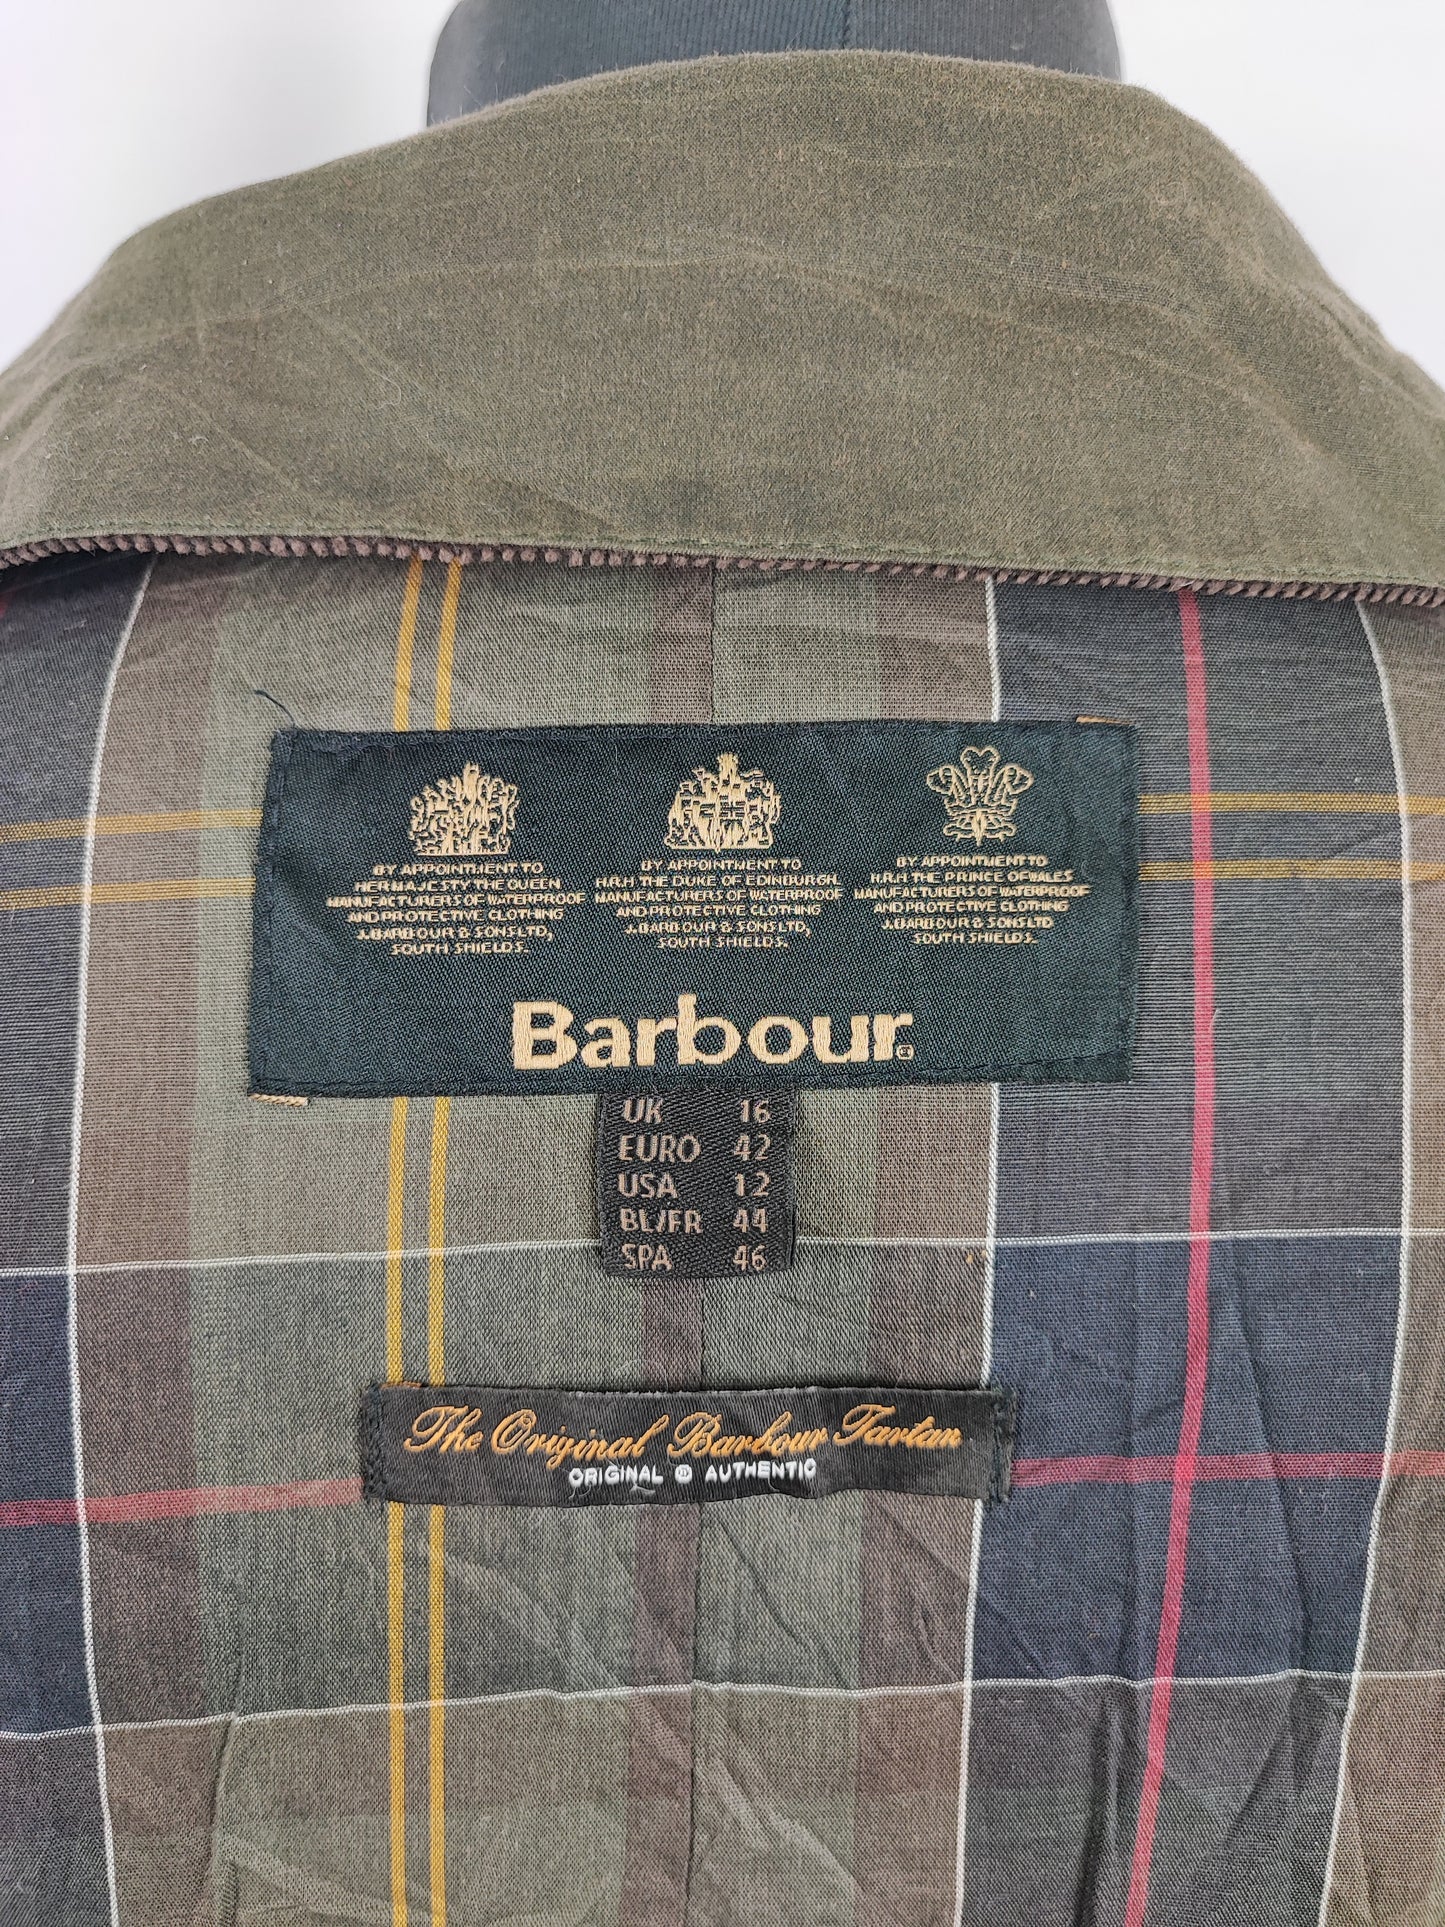 BY APPOINTMENT TO
HER MAJESTY THE QUEEN
MANUFACTURERS OF WATERPROOF
AND PROTECTIVE CLOTHING
J.BARBOUR & SONS LTD,
SOUTH SHIELDS.
BY APPOINTMENT TO
H.R.H THE DUKE OF EDINBURGH.
MANUFACTURERS OF WATERPROOF
AND PROTECTIVE CLOTHING
J.BARBOUR & SONS LTD,
SOUTH SHIELDS.
BY APPOINTMENT TO
H.R.H THE PRINCE OF WALES
MANUFACTURERS OF WATERPROOF
AND PROTECTIVE CLOTHING
J.BARBOUR & SONS LTD
SOUTH SHIELDS.
Barbour®
UK 16
EURO 42
USA 12
BL/FR 44
SPA 46
The Original Barbour Tartan
ORIGINAL AUTHENTIC